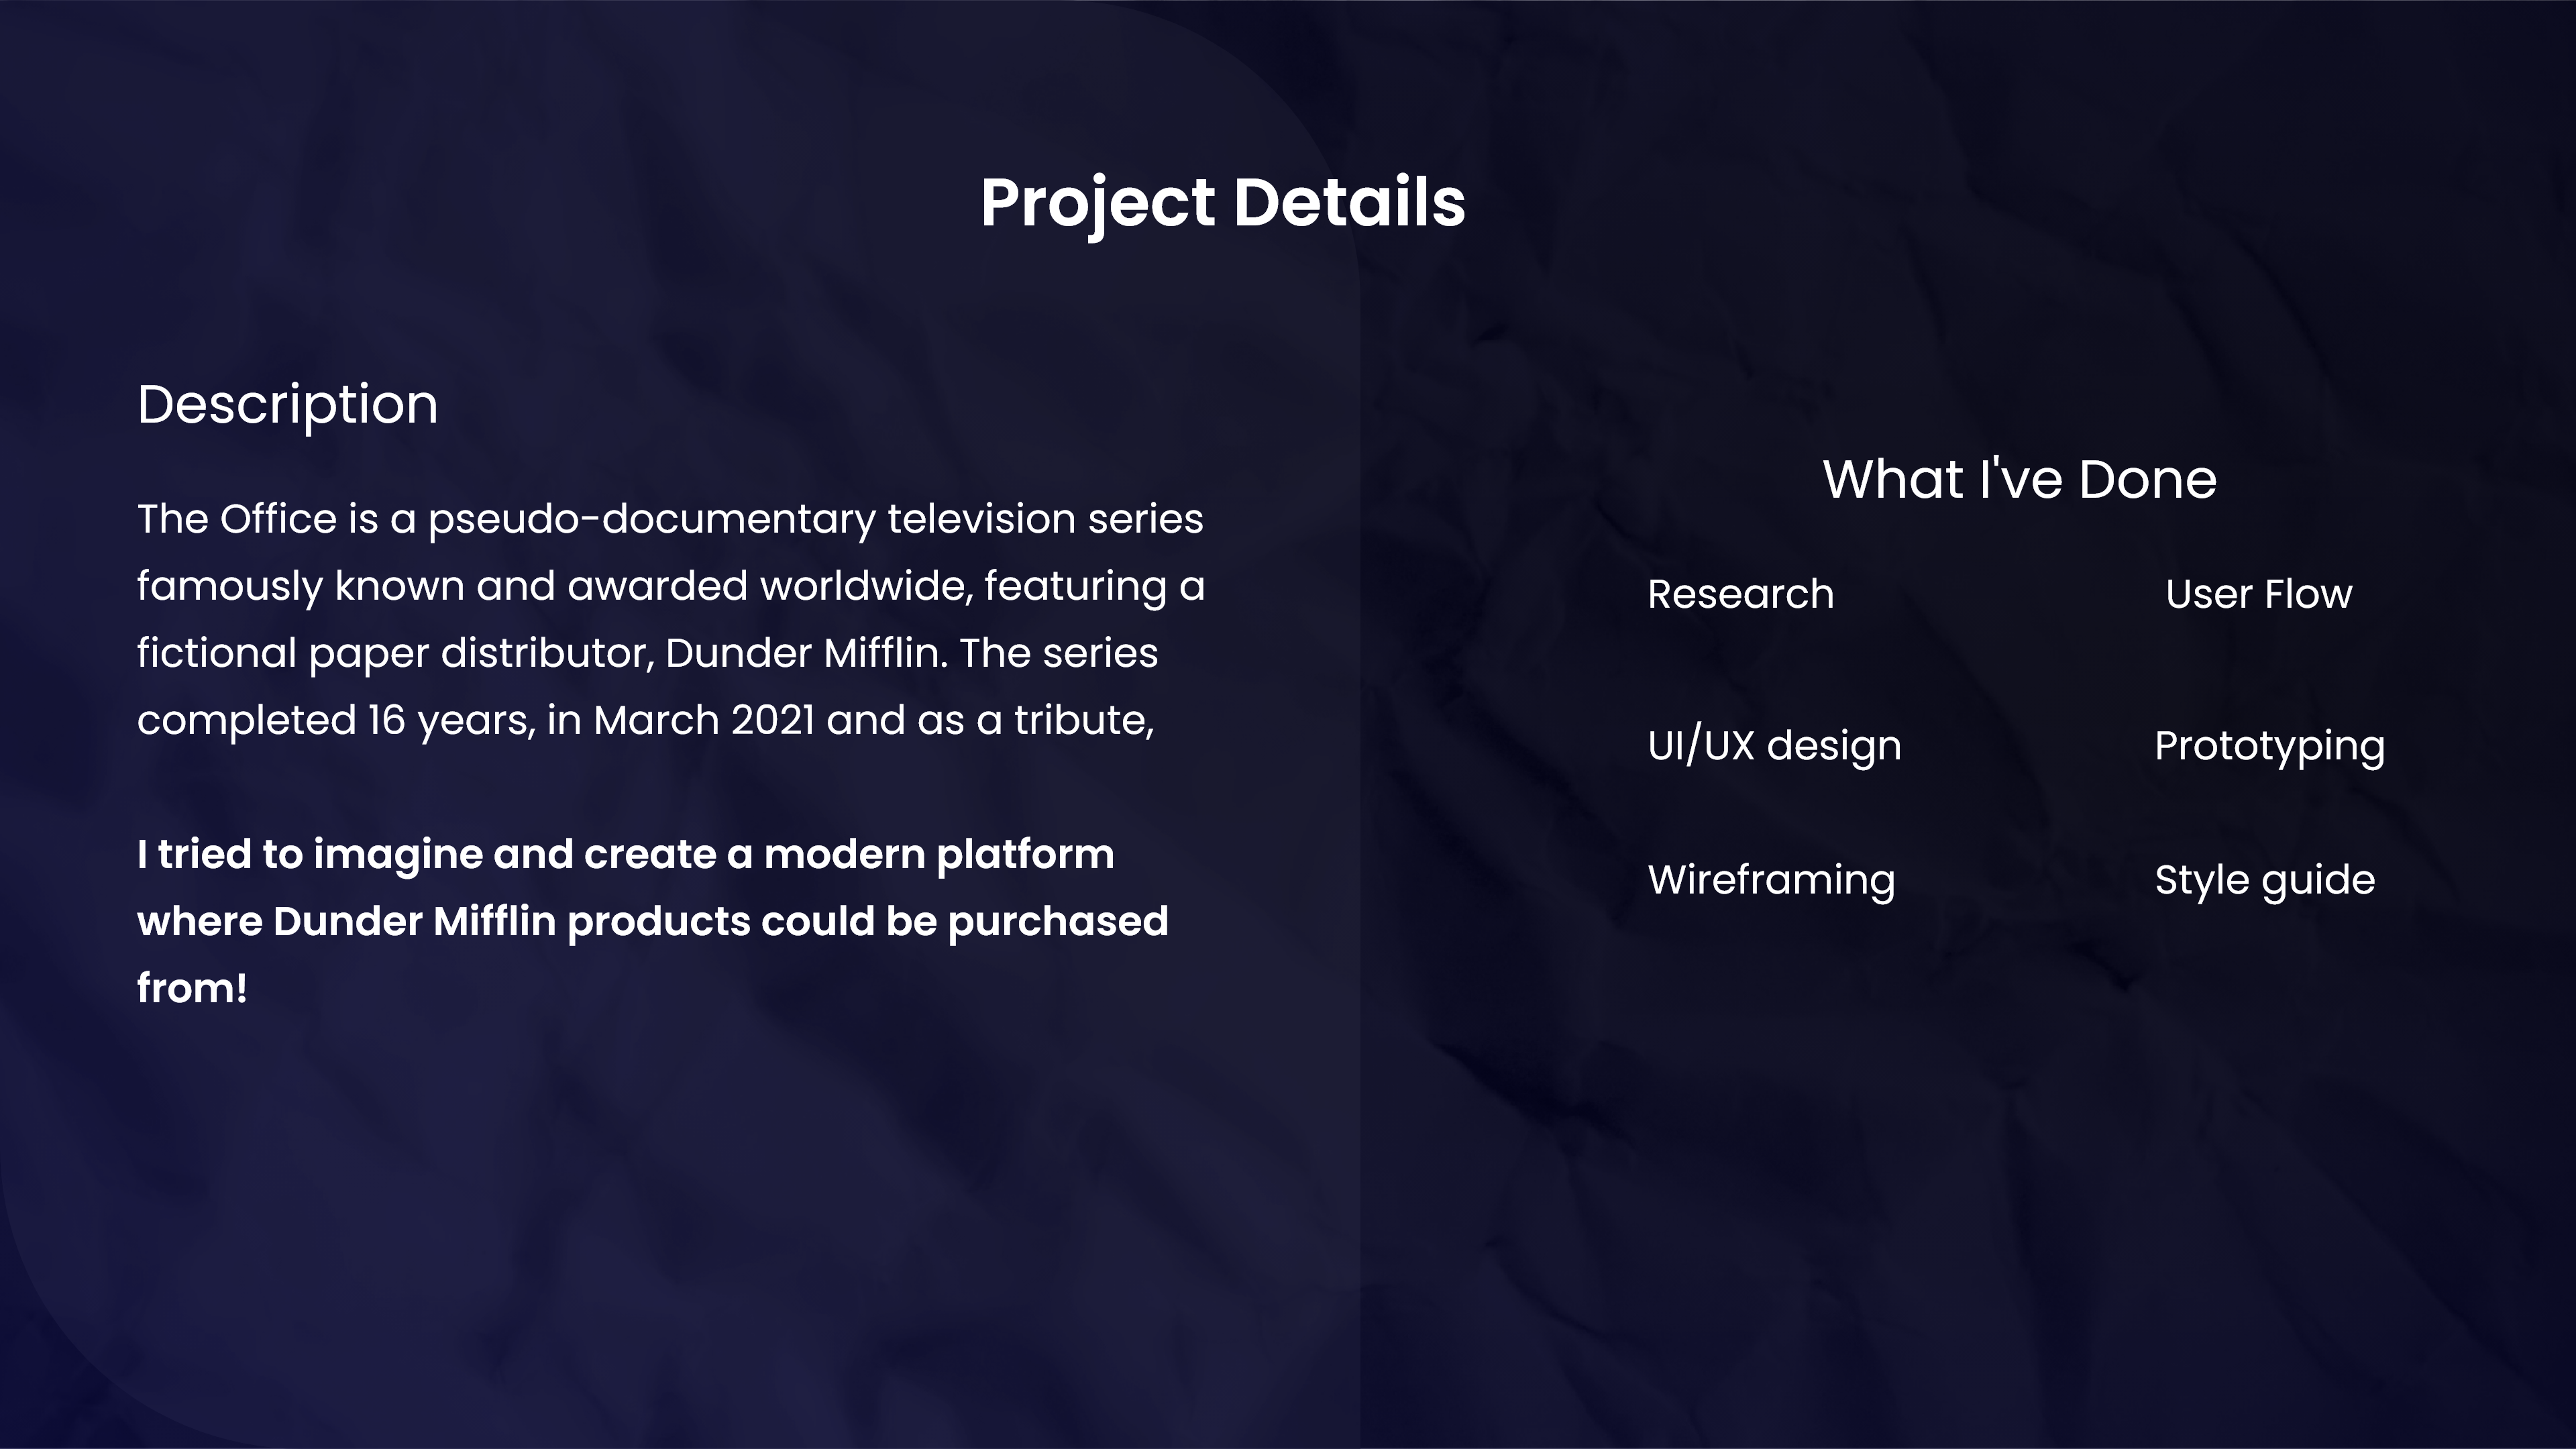 Project Details
Description
The Office is a pseudo-documentary television series
famously known and awarded worldwide, featuring a
fictional paper distributor, Dunder Mifflin. The series
completed 16 years, in March 2021 and as a tribute,
I tried to imagine and create a modern platform
where Dunder Mifflin products could be purchased
from!
What I've Done
Research
User Flow
UI/UX design
Prototyping
Wireframing
Style guide